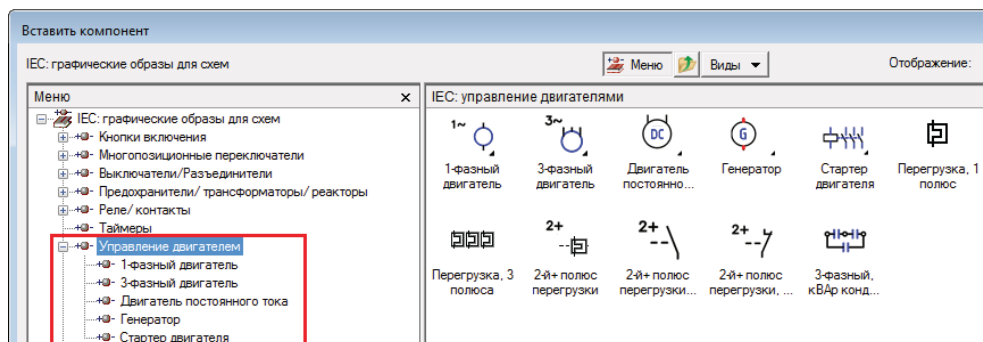 Вставить компонент
IEC: графические образы для схем
Меню
Виды
Отображение:
Меню
IEC: графические образы для схем
Кнопки включения
Многопозиционные переключатели
Выключатели/Разъединители
Предохранители/ трансформаторы/ реакторы
Реле/ контакты
Таймеры
Управление двигателем
1-фазный двигатель
3-фазный двигатель
Двигатель постоянного тока
Генератор
Стартер двигателя
IEC: управление двигателями
1~
3~
DC
G
1-фазный
двигатель
3-фазный
двигатель
Двигатель
постоянно...
Генератор
Стартер
двигателя
Перегрузка, 1
полюс
2+
2+
2+
Перегрузка, 3
полюса
2-й+ полюс
перегрузки
2-й+ полюс
перегрузки...
2-й+ полюс
перегрузки, ...
3-фазный,
кВАр конд...